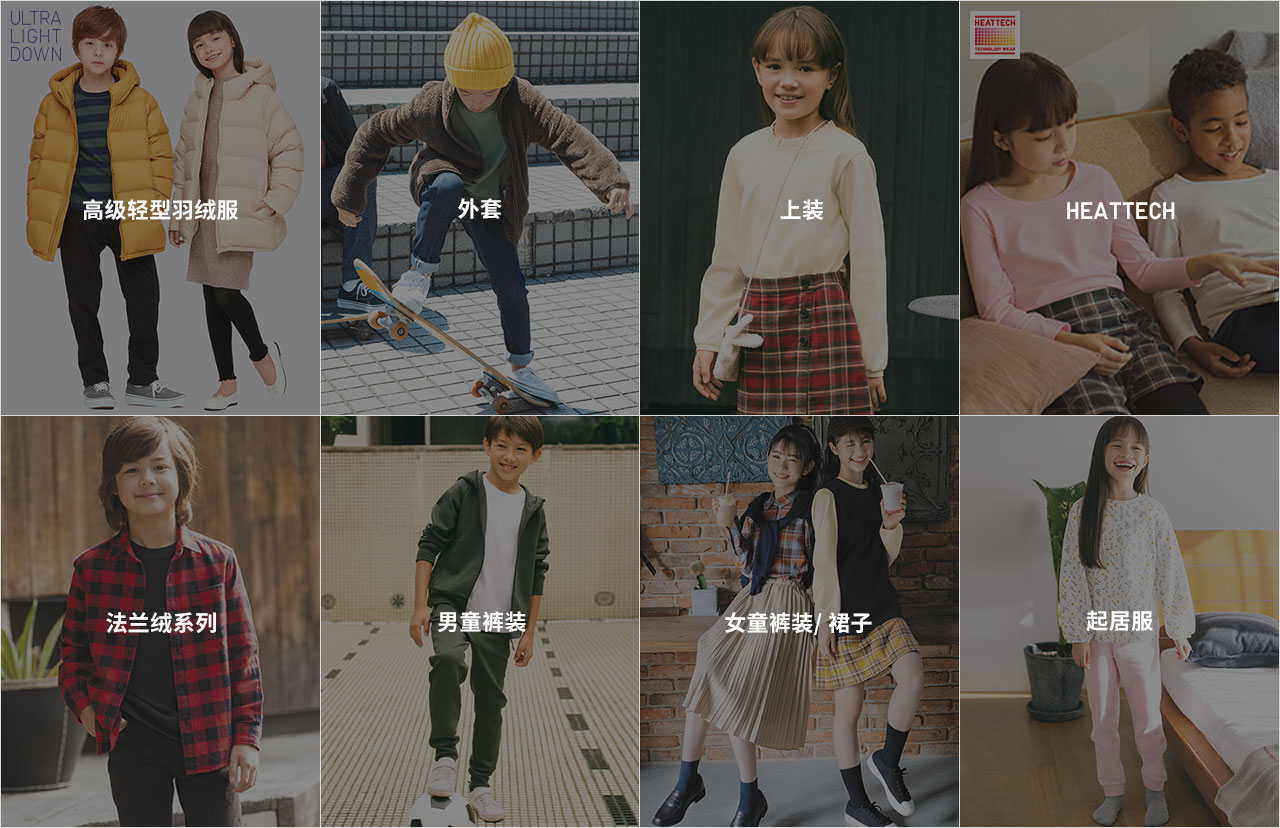 ULTRA
LIGHT
DOWN
高级轻型羽绒服
外套
上装
HEATTECH
TECHNOLOGY WEAR
HEATTECH
法兰绒系列
男童裤装
女童裤装/ 裙子
起居服